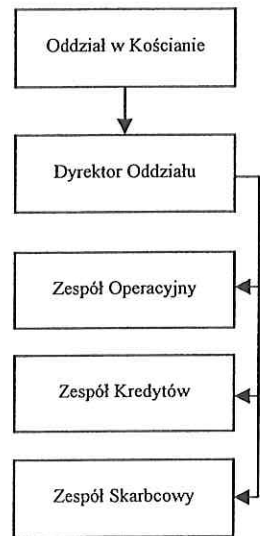 Oddział w Kościanie
Dyrektor Oddziału
Zespół Operacyjny
Zespół Kredytów
Zespół Skarbcowy